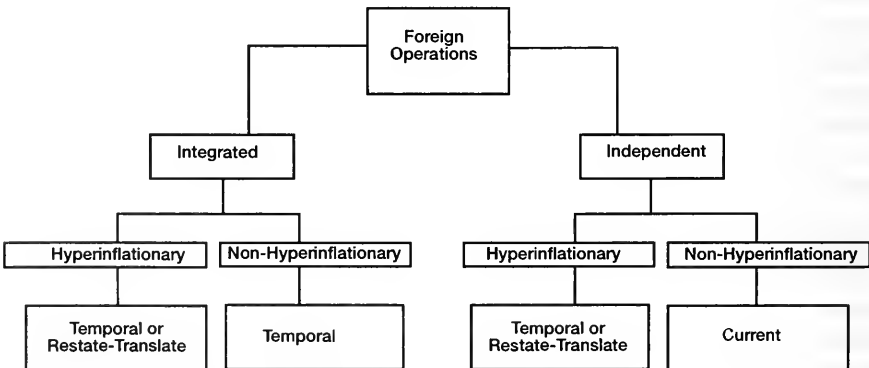 Foreign
Operations
Integrated
Independent
Hyperinflationary
Non-Hyperinflationary
Hyperinflationary
Non-Hyperinflationary
Temporal or
Restate-Translate
Temporal
Temporal or
Restate-Translate
Current